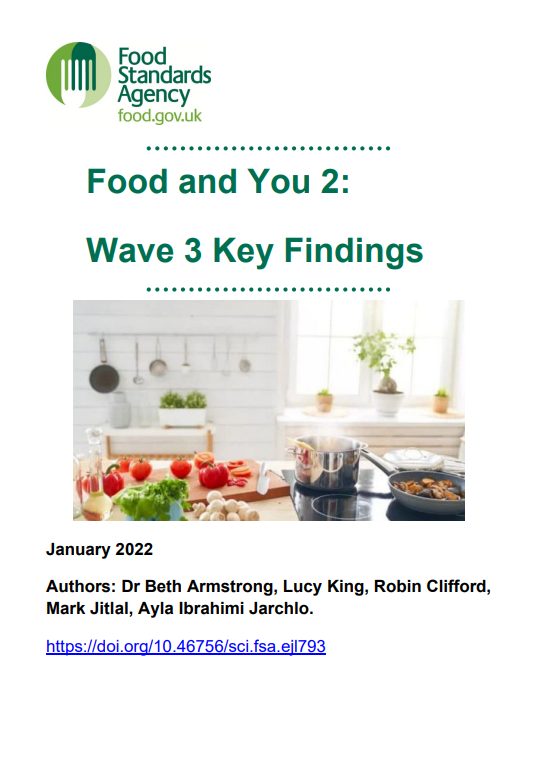 Food
Standards
Agency
food.gov.uk
Food and You 2:
Wave 3 Key Findings
January 2022
Authors: Dr Beth Armstrong, Lucy King, Robin Clifford,
Mark Jitlal, Ayla Ibrahimi Jarchlo.
https://doi.org/10.46756/sci.fsa.ejl793